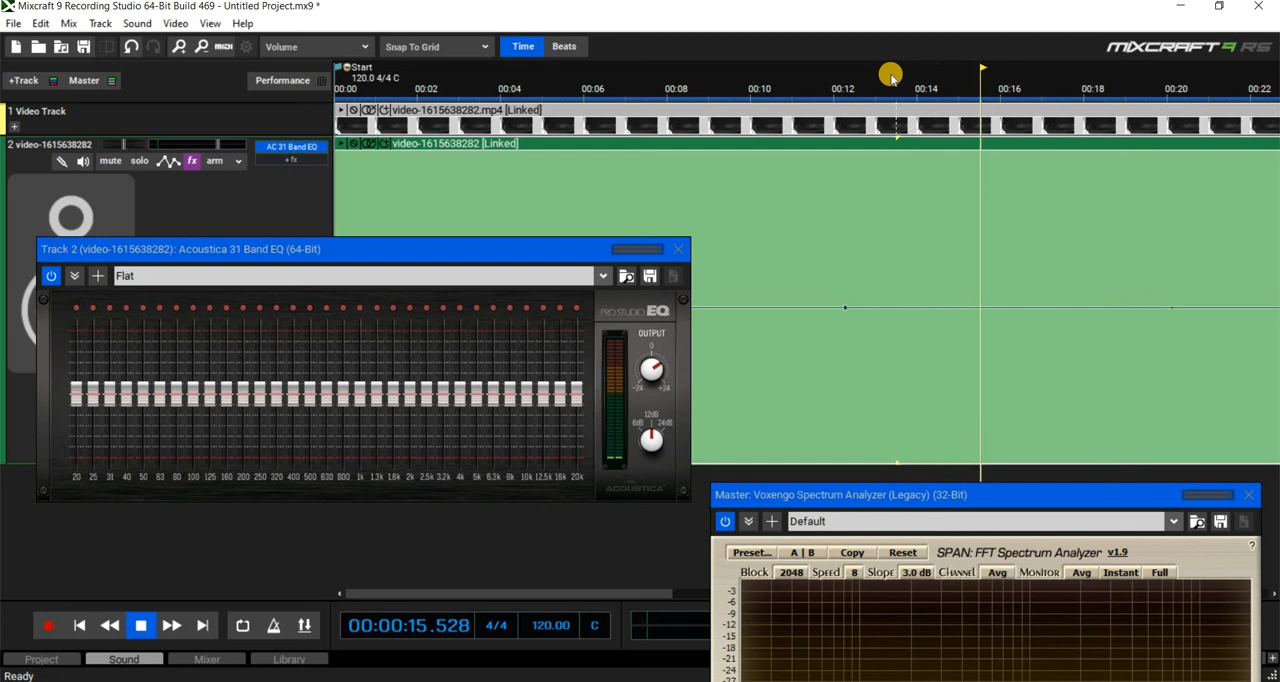 Mixcraft 9 Recording Studio 64-Bit Build 469 - Untitled Project.mx9 *
File Edit Mix Track Sound Video View Help
MIDI Volume Snap To Grid Time Beats MIXCRAFT 9 RS
+Track Master Performance
Start
120.0 4/4 C
00:00 00:02 00:04 00:06 00:08 00:10 00:12 00:14 00:16 00:18 00:20 00:22
1 Video Track
video-1615638282.mp4 [Linked]
2 video-1615638282
AC 31 Band EQ
video-1615638282 [Linked]
mute solo fx arm
+ fx
Track 2 (video-1615638282): Acoustica 31 Band EQ (64-Bit)
Flat
PRO STUDIO EQ
OUTPUT
0
-24 +24
12dB
6dB 24dB
20 25 31 40 50 63 80 100 125 160 200 250 320 400 500 630 800 1k 1.3k 1.6k 2k 2.5k 3.2k 4k 5k 6.3k 8k 10k 12.5k 16k 20k
ACOUSTICA
Master: Voxengo Spectrum Analyzer (Legacy) (32-Bit)
Default
Preset... A | B Copy Reset SPAN: FFT Spectrum Analyzer v1.9
?
Block 2048 Speed 8 Slope 3.0 dB Channel Avg Monitor Avg Instant Full
-3
-6
-9
-12
-15
-18
-21
-24
-27
00:00:15.528 4/4 120.00 C
Project Sound Mixer Library
Ready